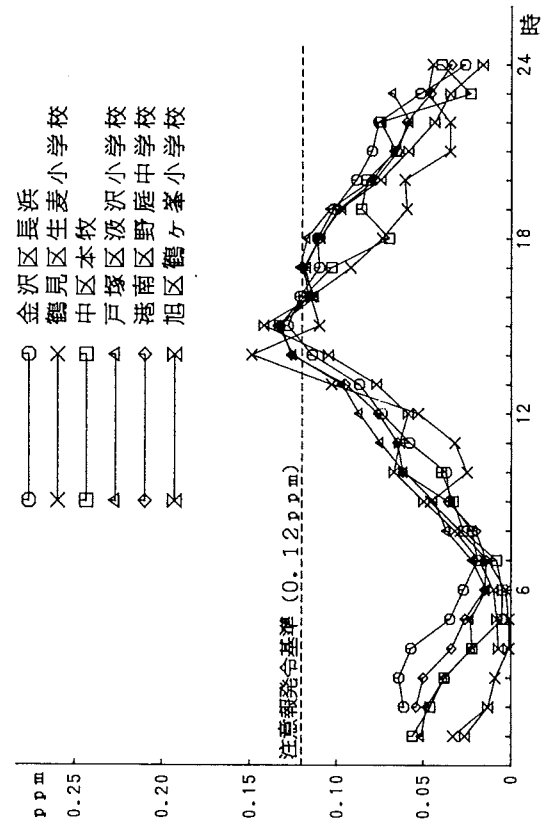 ppm
0.25
0.20
0.15
0.10
0.05
0
6
12
18
24
時
金沢区長浜
鶴見区生麦小学校
中区本牧
戸塚区汲沢小学校
港南区野庭中学校
旭区鶴ヶ峯小学校
注意報発令基準(0.12ppm)